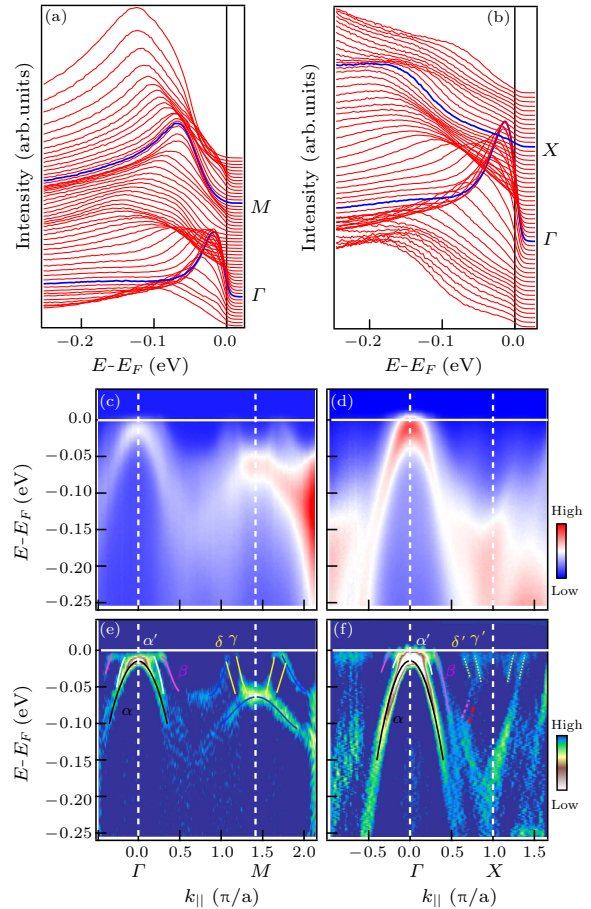 (a)
(b)
Intensity (arb.units)
Intensity (arb.units)
M
Γ
X
Γ
−0.2 −0.1 0.0
−0.2 −0.1 0.0
E-E_F (eV)
E-E_F (eV)
(c)
(d)
E-E_F (eV)
0.0
−0.05
−0.10
−0.15
−0.20
−0.25
High
Low
(e)
(f)
α′
δ γ
β
α
α′
δ′ γ′
β
α
E-E_F (eV)
0.0
−0.05
−0.10
−0.15
−0.20
−0.25
High
Low
0.0 0.5 1.0 1.5 2.0
−0.5 0.0 0.5 1.0 1.5
Γ M
Γ X
k_|| (π/a)
k_|| (π/a)